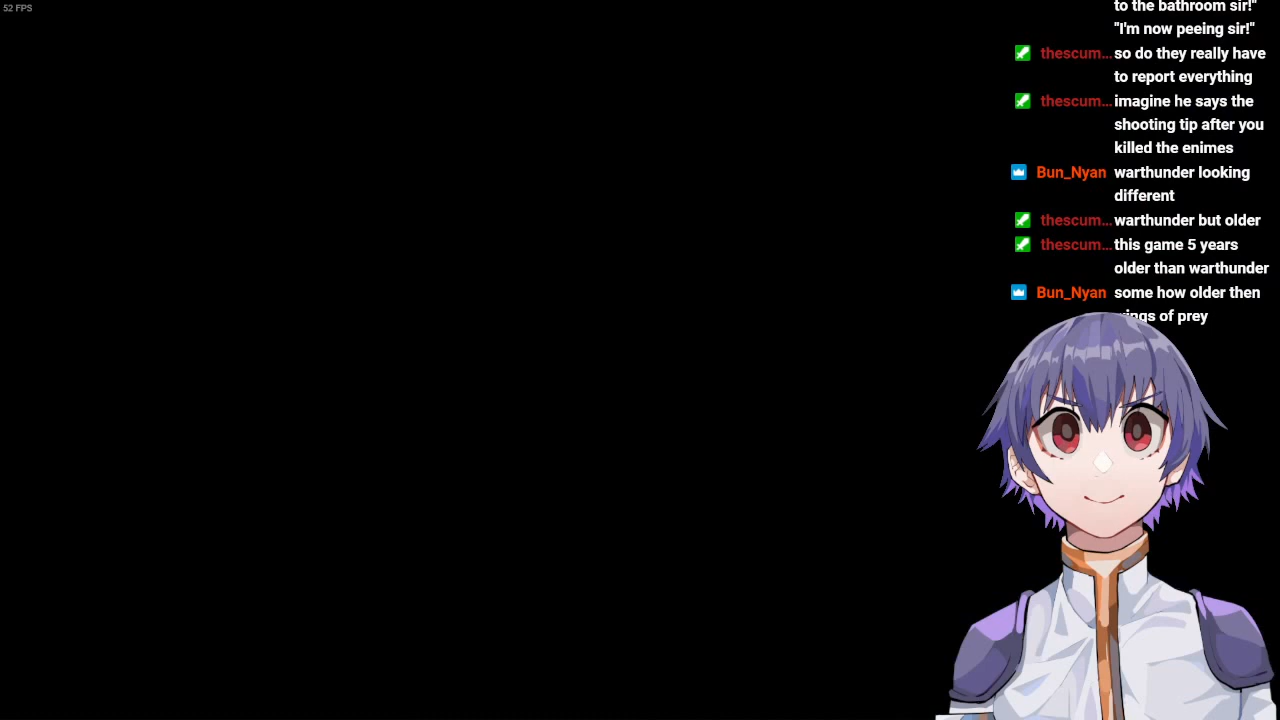 52 FPS
to the bathroom sir!"
"I'm now peeing sir!"
thescum... so do they really have
to report everything
thescum... imagine he says the
shooting tip after you
killed the enimes
Bun_Nyan warthunder looking
different
thescum... warthunder but older
thescum... this game 5 years
older than warthunder
Bun_Nyan some how older then
of prey